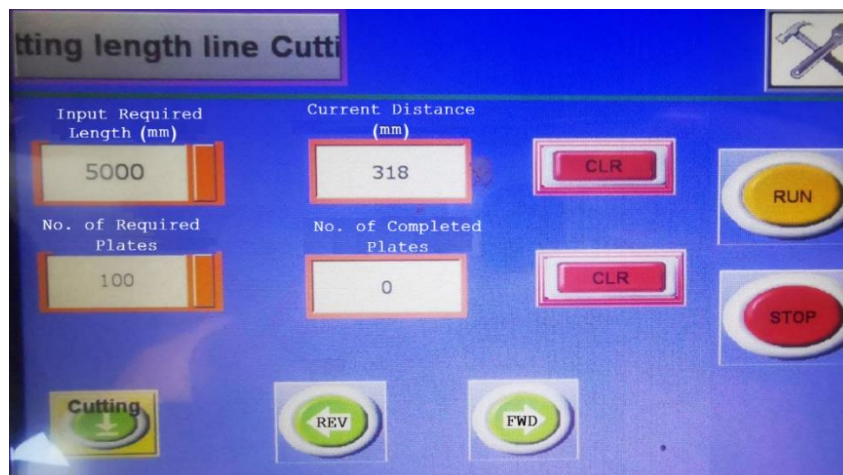 tting length line Cutti
Input Required
Length (mm)
Current Distance
(mm)
5000
318
CLR
RUN
No. of Required
Plates
No. of Completed
Plates
100
0
CLR
STOP
Cutting
REV
FWD